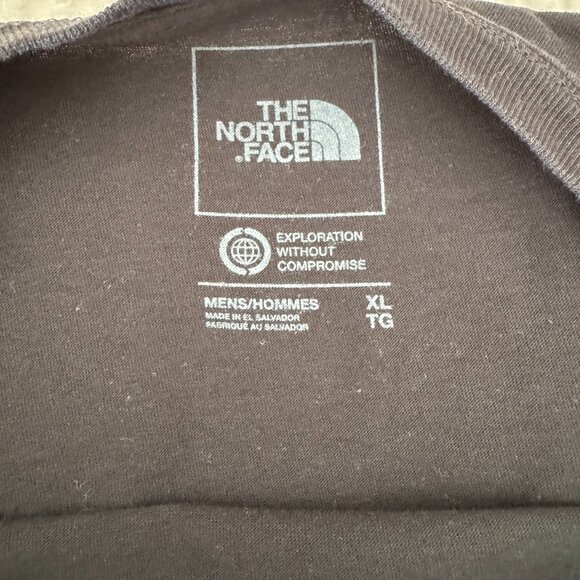 THE
NORTH
FACE
EXPLORATION
WITHOUT
COMPROMISE
MENS/HOMMES XL
MADE IN EL SALVADOR TG
FABRIQUÉ AU SALVADOR